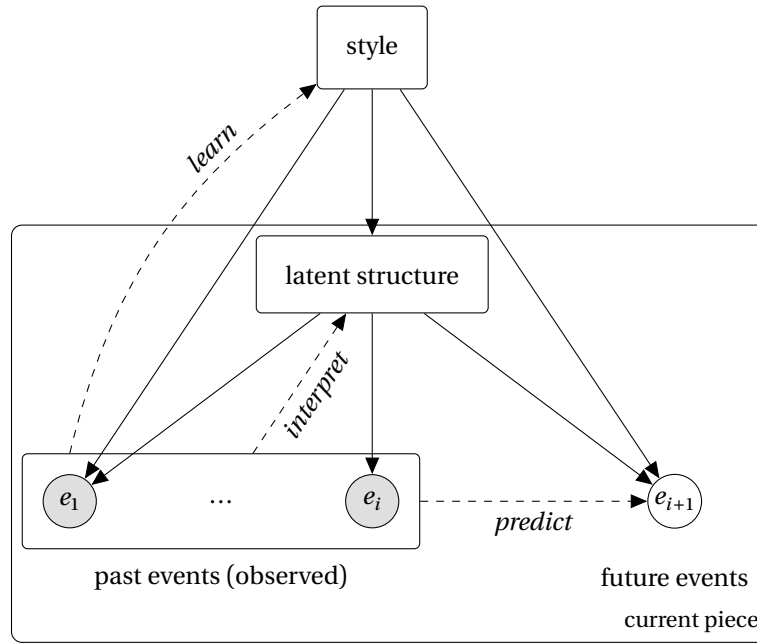 style
learn
latent structure
interpret
e1 ... ei
ei+1
predict
past events (observed)
future events
current piece